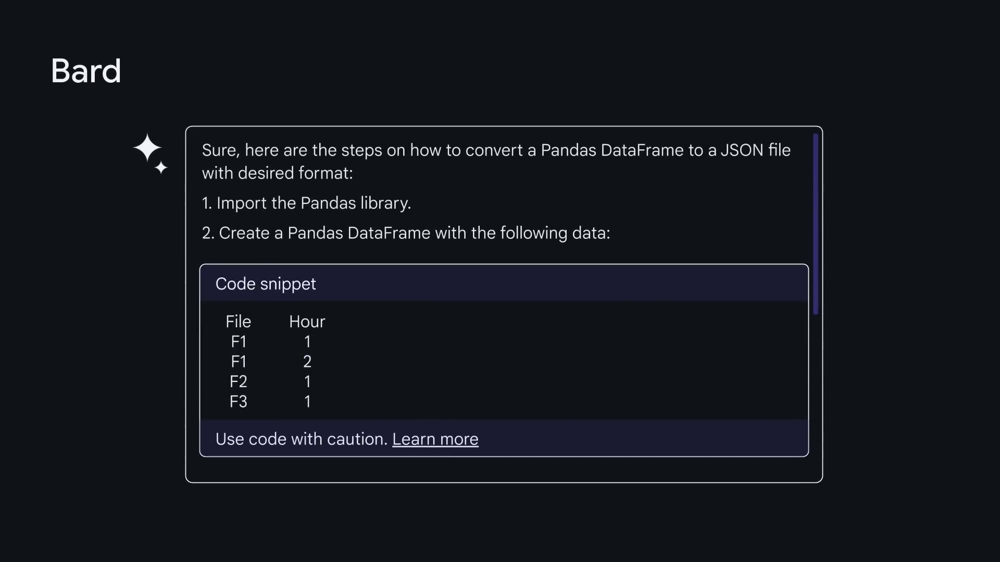 Bard
Sure, here are the steps on how to convert a Pandas DataFrame to a JSON file
with desired format:
1. Import the Pandas library.
2. Create a Pandas DataFrame with the following data:
Code snippet
File Hour
F1 1
F1 2
F2 1
F3 1
Use code with caution. Learn more